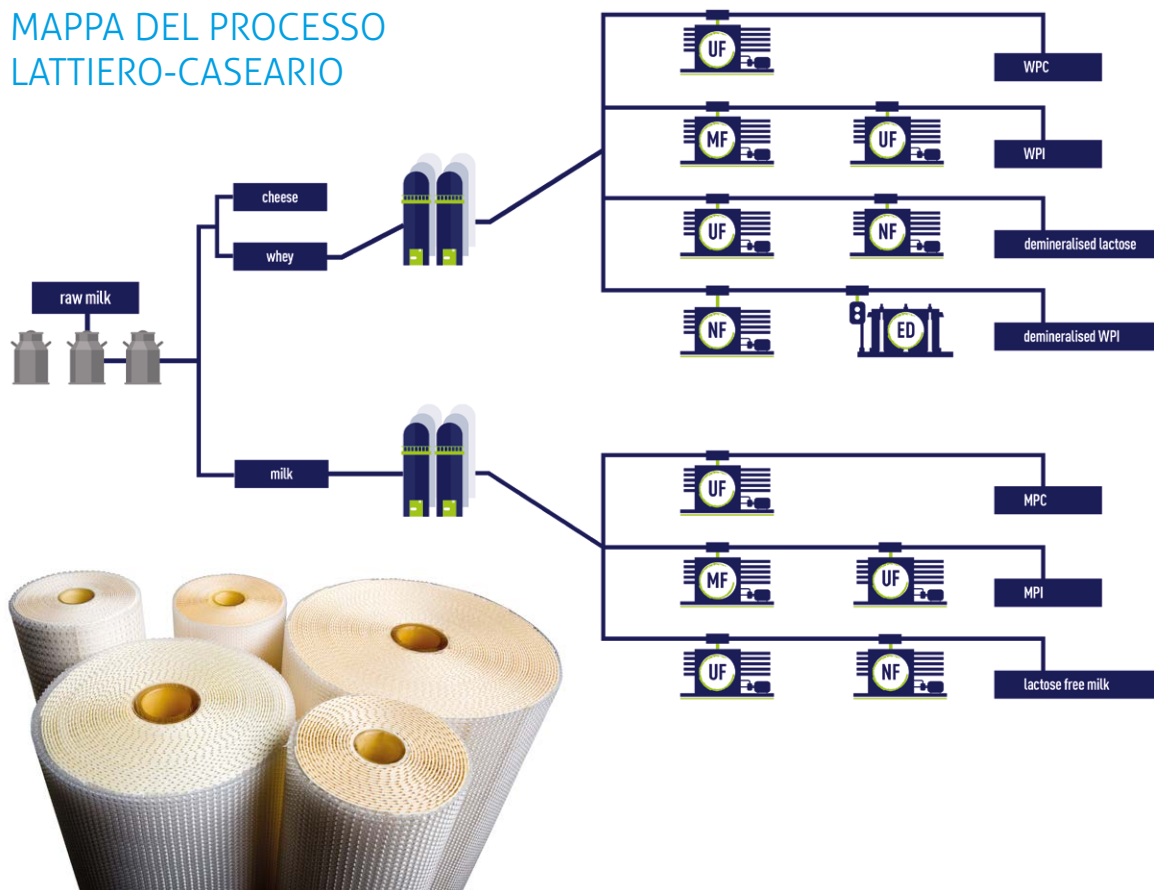 MAPPA DEL PROCESSO
LATTIERO-CASEARIO
UF
WPC
MF
UF
WPI
cheese
UF
NF
demineralised lactose
whey
raw milk
NF
ED
demineralised WPI
milk
UF
MPC
MF
UF
MPI
UF
NF
lactose free milk